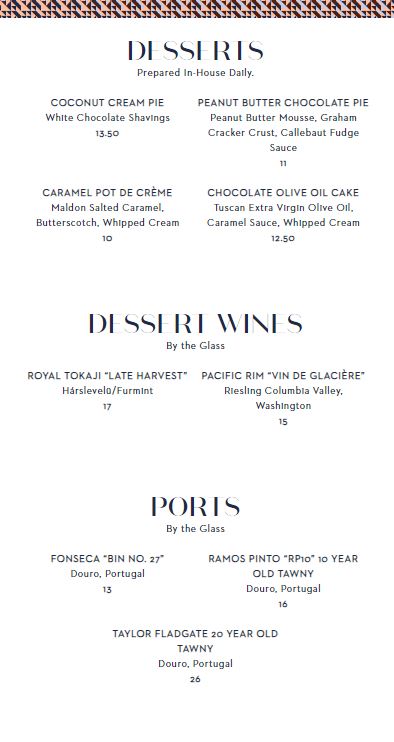 DESSERTS
Prepared In-House Daily.
COCONUT CREAM PIE
White Chocolate Shavings
13.50
PEANUT BUTTER CHOCOLATE PIE
Peanut Butter Mousse, Graham
Cracker Crust, Callebaut Fudge
Sauce
11
CARAMEL POT DE CRÈME
Maldon Salted Caramel,
Butterscotch, Whipped Cream
10
CHOCOLATE OLIVE OIL CAKE
Tuscan Extra Virgin Olive Oil,
Caramel Sauce, Whipped Cream
12.50
DESSERT WINES
By the Glass
ROYAL TOKAJI “LATE HARVEST”
Hárslevelü/Furmint
17
PACIFIC RIM “VIN DE GLACIÈRE”
Riesling Columbia Valley,
Washington
15
PORTS
By the Glass
FONSECA “BIN NO. 27”
Douro, Portugal
13
RAMOS PINTO “RP10” 10 YEAR
OLD TAWNY
Douro, Portugal
16
TAYLOR FLADGATE 20 YEAR OLD
TAWNY
Douro, Portugal
26